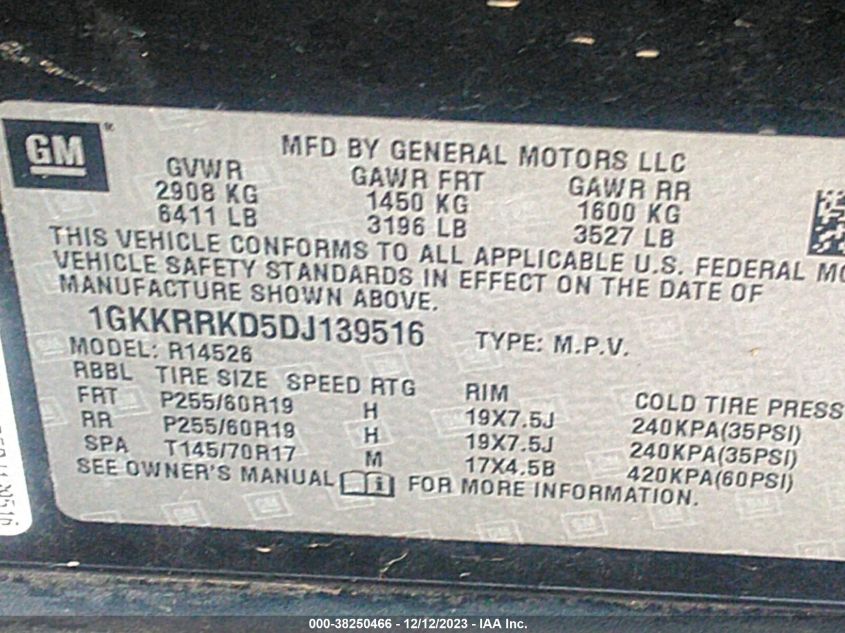 GM
MFD BY GENERAL MOTORS LLC
GVWR GAWR FRT GAWR RR
2908 KG 1450 KG 1600 KG
6411 LB 3196 LB 3527 LB
THIS VEHICLE CONFORMS TO ALL APPLICABLE U.S. FEDERAL MO
VEHICLE SAFETY STANDARDS IN EFFECT ON THE DATE OF
MANUFACTURE SHOWN ABOVE.
1GKKRRKD5DJ139516 TYPE: M.P.V.
MODEL: R14526
RBBL TIRE SIZE SPEED RTG RIM COLD TIRE PRESS
FRT P255/60R19 H 19X7.5J 240KPA(35PSI)
RR P255/60R19 H 19X7.5J 240KPA(35PSI)
SPA T145/70R17 M 17X4.5B 420KPA(60PSI)
SEE OWNER'S MANUAL FOR MORE INFORMATION.
000-38250466 - 12/12/2023 - IAA Inc.